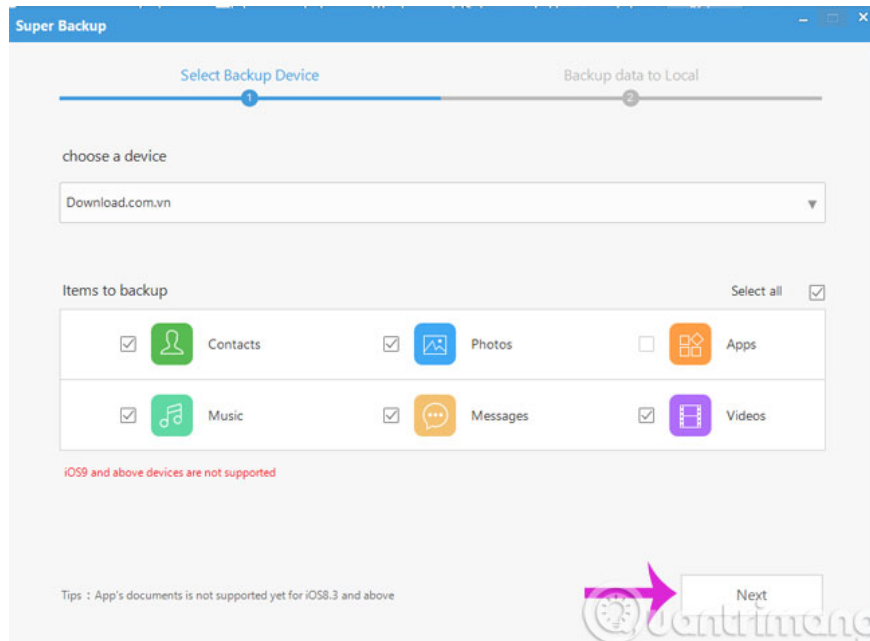 Super Backup
Select Backup Device
Backup data to Local
1
2
choose a device
Download.com.vn
Items to backup
Select all
Contacts
Photos
Apps
Music
Messages
Videos
iOS9 and above devices are not supported
Tips : App's documents is not supported yet for iOS8.3 and above
Next
uantrimang